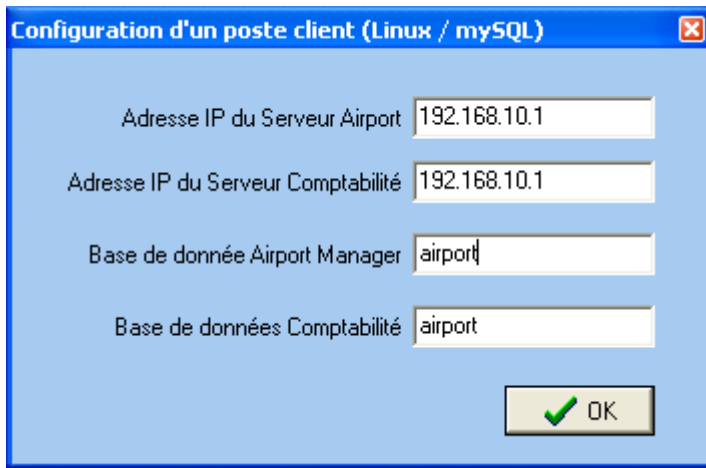 Configuration d'un poste client (Linux / mySQL)
Adresse IP du Serveur Airport 192.168.10.1
Adresse IP du Serveur Comptabilité 192.168.10.1
Base de donnée Airport Manager airport
Base de données Comptabilité airport
OK